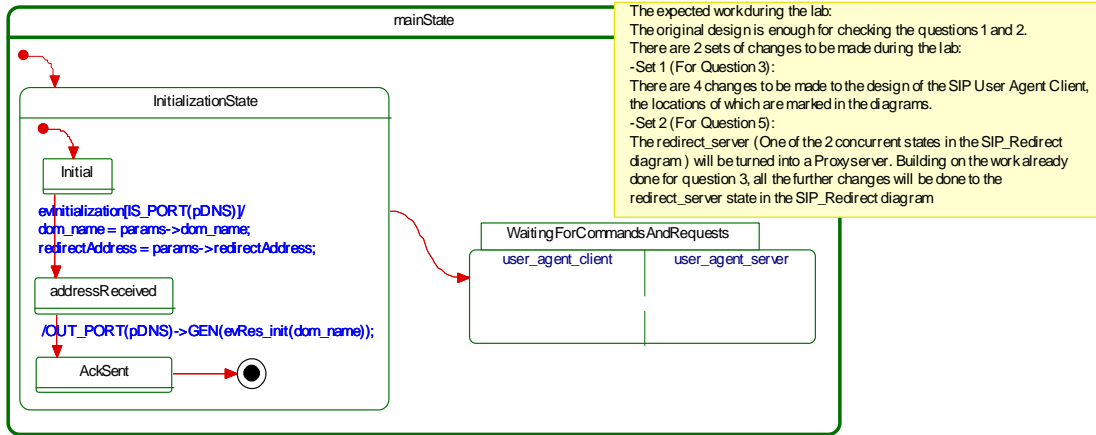 mainState
The expected work during the lab:
The original design is enough for checking the questions 1 and 2.
There are 2 sets of changes to be made during the lab:
-Set 1 (For Question 3):
There are 4 changes to be made to the design of the SIP User Agent Client,
the locations of which are marked in the diagrams.
-Set 2 (For Question 5):
The redirect_server (One of the 2 concurrent states in the SIP_Redirect
diagram ) will be turned into a Proxy server. Building on the work already
done for question 3, all the further changes will be done to the
redirect_server state in the SIP_Redirect diagram
InitializationState
Initial
evInitialization[IS_PORT(pDNS)]/
dom_name = params->dom_name;
redirectAddress = params->redirectAddress;
addressReceived
/OUT_PORT(pDNS)->GEN(evRes_init(dom_name));
AckSent
WaitingForCommandsAndRequests
user_agent_client
user_agent_server